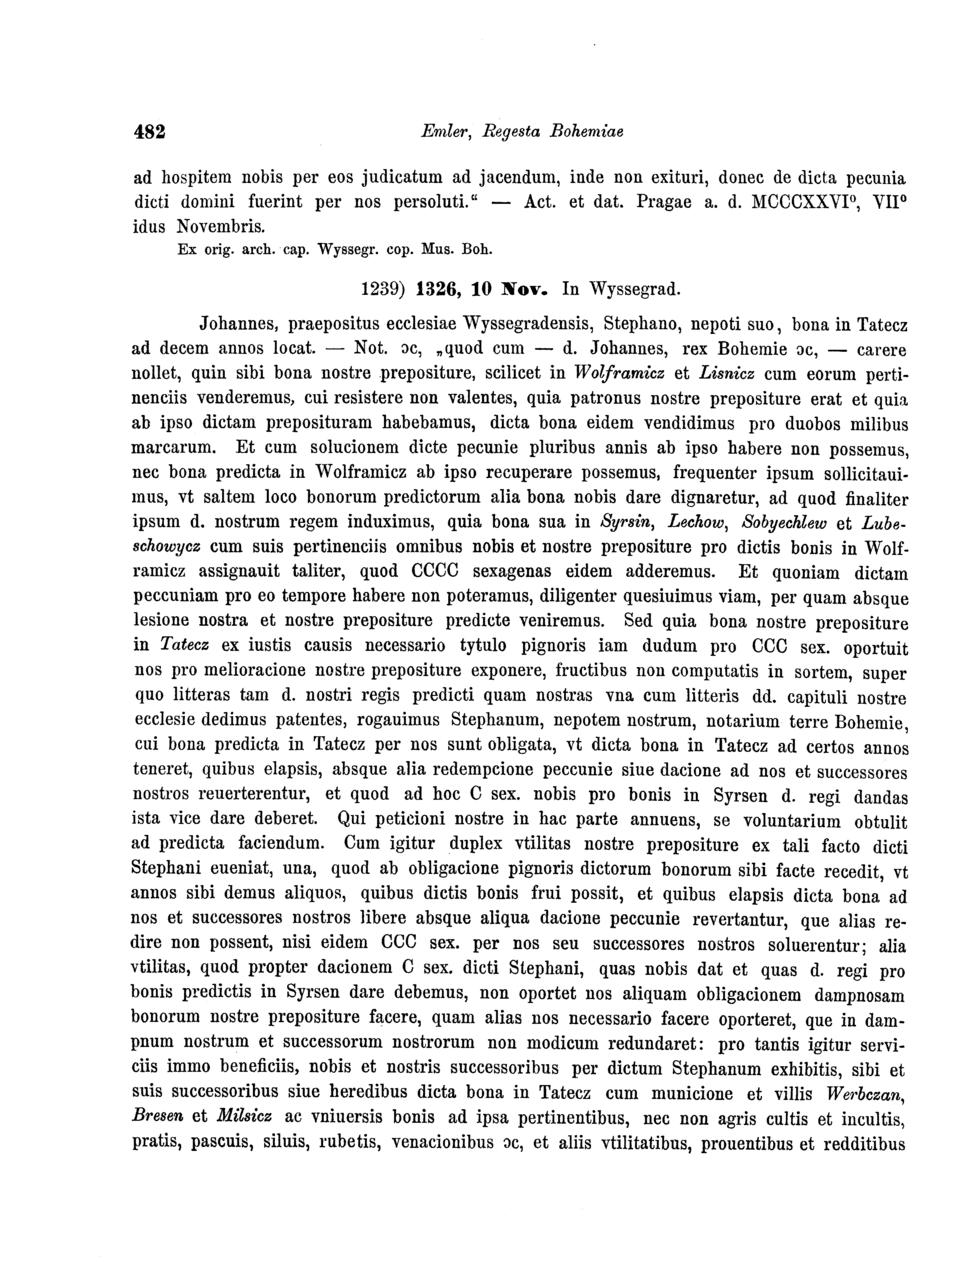 482 Emler, Regesta Bohemiae
ad hospitem nobis per eos judicatum ad jacendum, inde non exituri, donec de dicta pecunia
dicti domini fuerint per nos persoluti.“ — Act. et dat. Pragae a. d. MCCCXXVI⁰, VII⁰
idus Novembris.
Ex orig. arch. cap. Wyssegr. cop. Mus. Boh.
1239) 1326, 10 Nov. In Wyssegrad.
Johannes, praepositus ecclesiae Wyssegradensis, Stephano, nepoti suo, bona in Tatecz
ad decem annos locat. — Not. ɔc, „quod cum — d. Johannes, rex Bohemie ɔc, — carere
nollet, quin sibi bona nostre prepositure, scilicet in Wolframicz et Lisnicz cum eorum perti-
nenciis venderemus, cui resistere non valentes, quia patronus nostre prepositure erat et quia
ab ipso dictam preposituram habebamus, dicta bona eidem vendidimus pro duobus milibus
marcarum. Et cum solucionem dicte pecunie pluribus annis ab ipso habere non possemus,
nec bona predicta in Wolframicz ab ipso recuperare possemus, frequenter ipsum sollicitaui-
mus, vt saltem loco bonorum predictorum alia bona nobis dare dignaretur, ad quod finaliter
ipsum d. nostrum regem induximus, quia bona sua in Syrsin, Lechow, Sobyechlew et Lube-
schowycz cum suis pertinenciis omnibus nobis et nostre prepositure pro dictis bonis in Wolf-
ramicz assignauit taliter, quod CCCC sexagenas eidem adderemus. Et quoniam dictam
peccuniam pro eo tempore habere non poteramus, diligenter quesiuimus viam, per quam absque
lesione nostra et nostre prepositure predicte veniremus. Sed quia bona nostre prepositure
in Tatecz ex iustis causis necessario tytulo pignoris iam dudum pro CCC sex. oportuit
nos pro melioracione nostre prepositure exponere, fructibus non computatis in sortem, super
quo litteras tam d. nostri regis predicti quam nostras vna cum litteris dd. capituli nostre
ecclesie dedimus patentes, rogauimus Stephanum, nepotem nostrum, notarium terre Bohemie,
cui bona predicta in Tatecz per nos sunt obligata, vt dicta bona in Tatecz ad certos annos
teneret, quibus elapsis, absque alia redempcione peccunie siue dacione ad nos et successores
nostros reuerterentur, et quod ad hoc C sex. nobis pro bonis in Syrsen d. regi dandas
ista vice dare deberet. Qui peticioni nostre in hac parte annuens, se voluntarium obtulit
ad predicta faciendum. Cum igitur duplex vtilitas nostre prepositure ex tali facto dicti
Stephani eueniat, una, quod ab obligacione pignoris dictorum bonorum sibi facte recedit, vt
annos sibi demus aliquos, quibus dictis bonis frui possit, et quibus elapsis dicta bona ad
nos et successores nostros libere absque aliqua dacione peccunie revertantur, que alias re-
dire non possent, nisi eidem CCC sex. per nos seu successores nostros soluerentur; alia
vtilitas, quod propter dacionem C sex. dicti Stephani, quas nobis dat et quas d. regi pro
bonis predictis in Syrsen dare debemus, non oportet nos aliquam obligacionem dampnosam
bonorum nostre prepositure facere, quam alias nos necessario facere oporteret, que in dam-
pnum nostrum et successorum nostrorum non modicum redundaret: pro tantis igitur servi-
ciis immo beneficiis, nobis et nostris successoribus per dictum Stephanum exhibitis, sibi et
suis successoribus siue heredibus dicta bona in Tatecz cum municione et villis Werbczan,
Bresen et Milsicz ac vniuersis bonis ad ipsa pertinentibus, nec non agris cultis et incultis,
pratis, pascuis, siluis, rubetis, venacionibus ɔc, et aliis vtilitatibus, prouentibus et redditibus